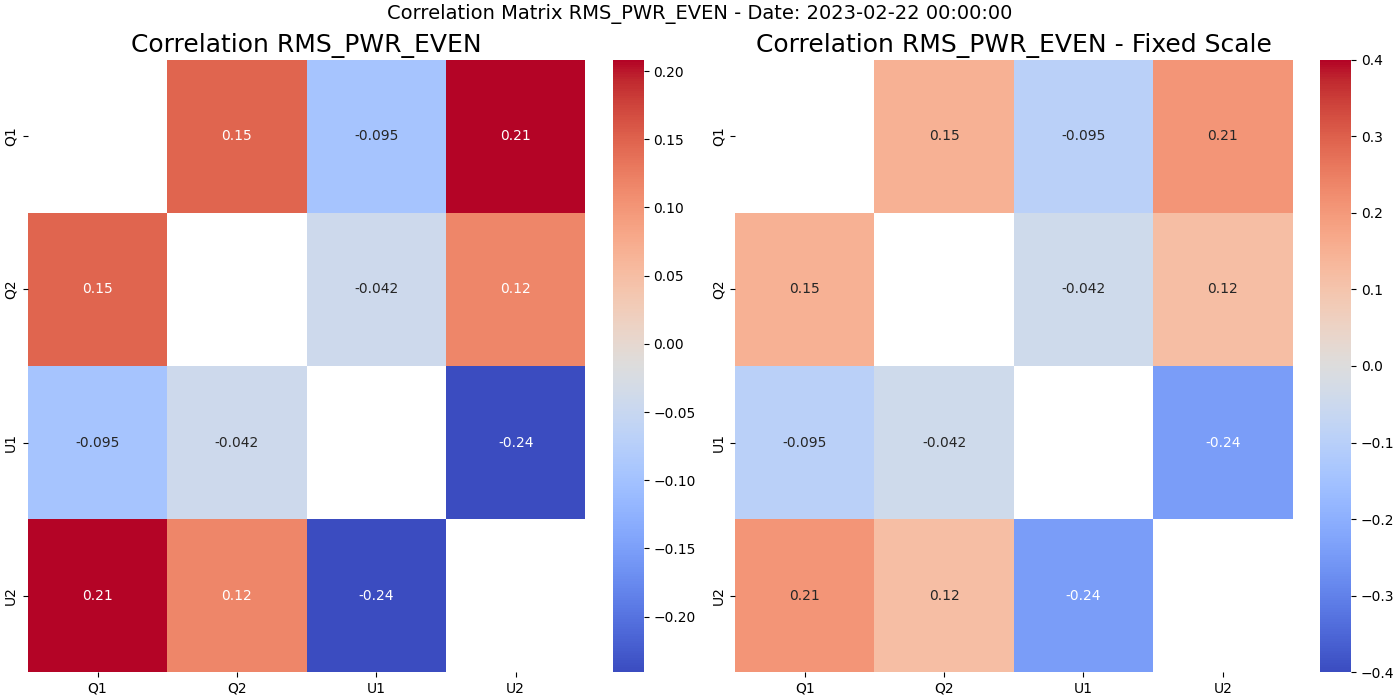 Correlation Matrix RMS_PWR_EVEN - Date: 2023-02-22 00:00:00
Correlation RMS_PWR_EVEN
Q1
0.15
-0.095
0.21
Q2
0.15
-0.042
0.12
U1
-0.095
-0.042
-0.24
U2
0.21
0.12
-0.24
Q1
Q2
U1
U2
0.20
0.15
0.10
0.05
0.00
−0.05
−0.10
−0.15
−0.20
Correlation RMS_PWR_EVEN - Fixed Scale
Q1
0.15
-0.095
0.21
Q2
0.15
-0.042
0.12
U1
-0.095
-0.042
-0.24
U2
0.21
0.12
-0.24
Q1
Q2
U1
U2
0.4
0.3
0.2
0.1
0.0
−0.1
−0.2
−0.3
−0.4